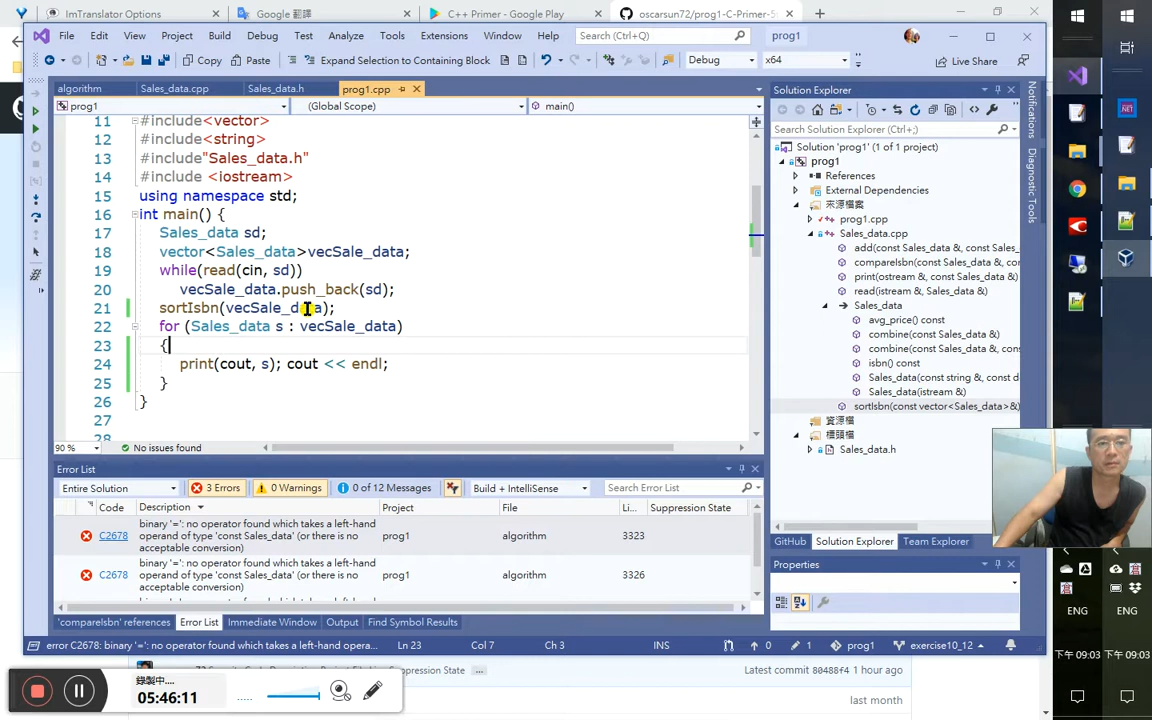 ImTranslator Options
Google 翻譯
C++ Primer - Google Play
oscarsun72/prog1-C-Primer-5
File Edit View Project Build Debug Test Analyze Tools Extensions Window Help
Search (Ctrl+Q)
prog1
Copy Paste Expand Selection to Containing Block Debug x64 Live Share
algorithm Sales_data.cpp Sales_data.h prog1.cpp
prog1 (Global Scope) main()
11 #include<vector>
12 #include<string>
13 #include"Sales_data.h"
14 #include <iostream>
15 using namespace std;
16 int main() {
17 Sales_data sd;
18 vector<Sales_data>vecSale_data;
19 while(read(cin, sd))
20 vecSale_data.push_back(sd);
21 sortIsbn(vecSale_data);
22 for (Sales_data s : vecSale_data)
23 {
24 print(cout, s); cout << endl;
25 }
26 }
27
28
90 % No issues found
Error List
Entire Solution 3 Errors 0 Warnings 0 of 12 Messages Build + IntelliSense Search Error List
Code Description Project File Li... Suppression State
C2678 binary '=': no operator found which takes a left-hand operand of type 'const Sales_data' (or there is no acceptable conversion) prog1 algorithm 3323
C2678 binary '=': no operator found which takes a left-hand operand of type 'const Sales_data' (or there is no acceptable conversion) prog1 algorithm 3326
'compareIsbn' references Error List Immediate Window Output Find Symbol Results
error C2678: binary '=': no operator found which takes a left-hand opera... Ln 23 Col 7 Ch 3 INS 0 1 prog1 exercise10_12
Solution Explorer
Search Solution Explorer (Ctrl+;)
Solution 'prog1' (1 of 1 project)
prog1
References
External Dependencies
來源檔案
prog1.cpp
Sales_data.cpp
add(const Sales_data &, const
compareIsbn(const Sales_data
print(ostream &, const Sales_d
read(istream &, Sales_data &)
Sales_data
avg_price() const
combine(const Sales_data &)
combine(const Sales_data &) const
isbn() const
Sales_data(const string &, const d
Sales_data(istream &)
sortIsbn(const vector<Sales_data> &)
資源檔
標頭檔
Sales_data.h
GitHub Solution Explorer Team Explorer
Properties
Notifications
Diagnostic Tools
ENG
ENG
下午 09:03
下午 09:03
錄製中...
05:46:11
Latest commit 80488f4 1 hour ago
last month